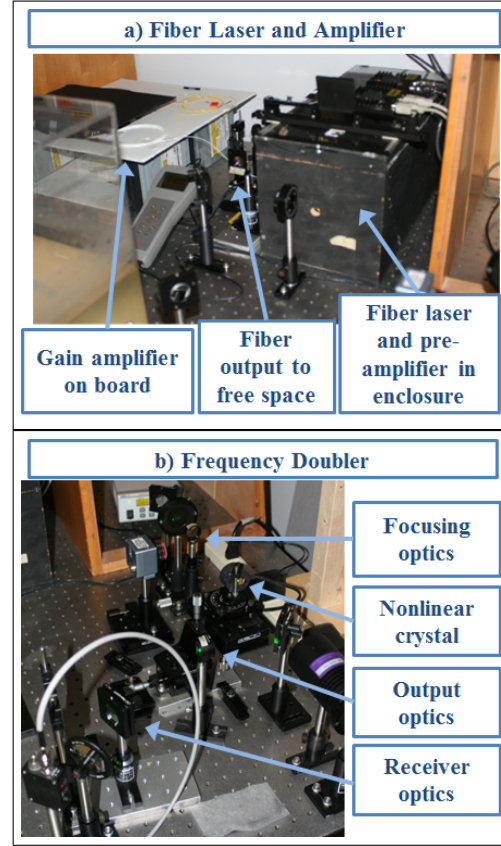 a) Fiber Laser and Amplifier
Gain amplifier
on board
Fiber
output to
free space
Fiber laser
and pre-
amplifier in
enclosure
b) Frequency Doubler
Focusing
optics
Nonlinear
crystal
Output
optics
Receiver
optics